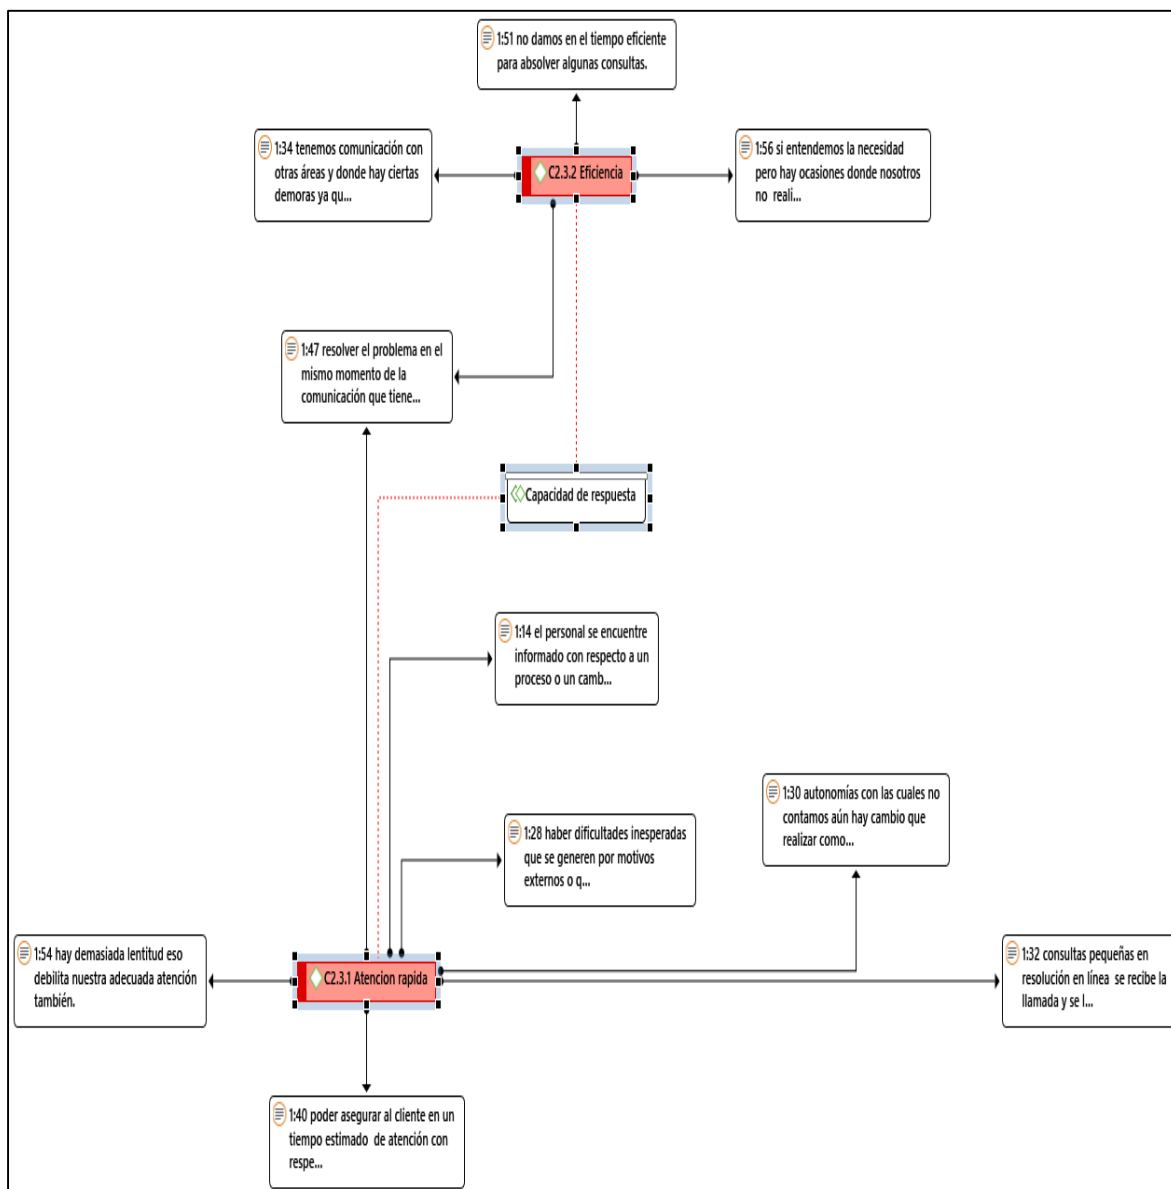 1:51 no damos en el tiempo eficiente
para absolver algunas consultas.
1:34 tenemos comunicación con
otras áreas y donde hay ciertas
demoras ya qu...
C2.3.2 Eficiencia
1:56 si entendemos la necesidad
pero hay ocasiones donde nosotros
no reali...
1:47 resolver el problema en el
mismo momento de la
comunicación que tiene...
Capacidad de respuesta
1:14 el personal se encuentre
informado con respecto a un
proceso o un camb...
1:30 autonomías con las cuales no
contamos aún hay cambio que
realizar como...
1:28 haber dificultades inesperadas
que se generen por motivos
externos o q...
1:54 hay demasiada lentitud eso
debilita nuestra adecuada atención
también.
C2.3.1 Atencion rapida
1:32 consultas pequeñas en
resolución en línea se recibe la
llamada y se l...
1:40 poder asegurar al cliente en un
tiempo estimado de atención con
respe...